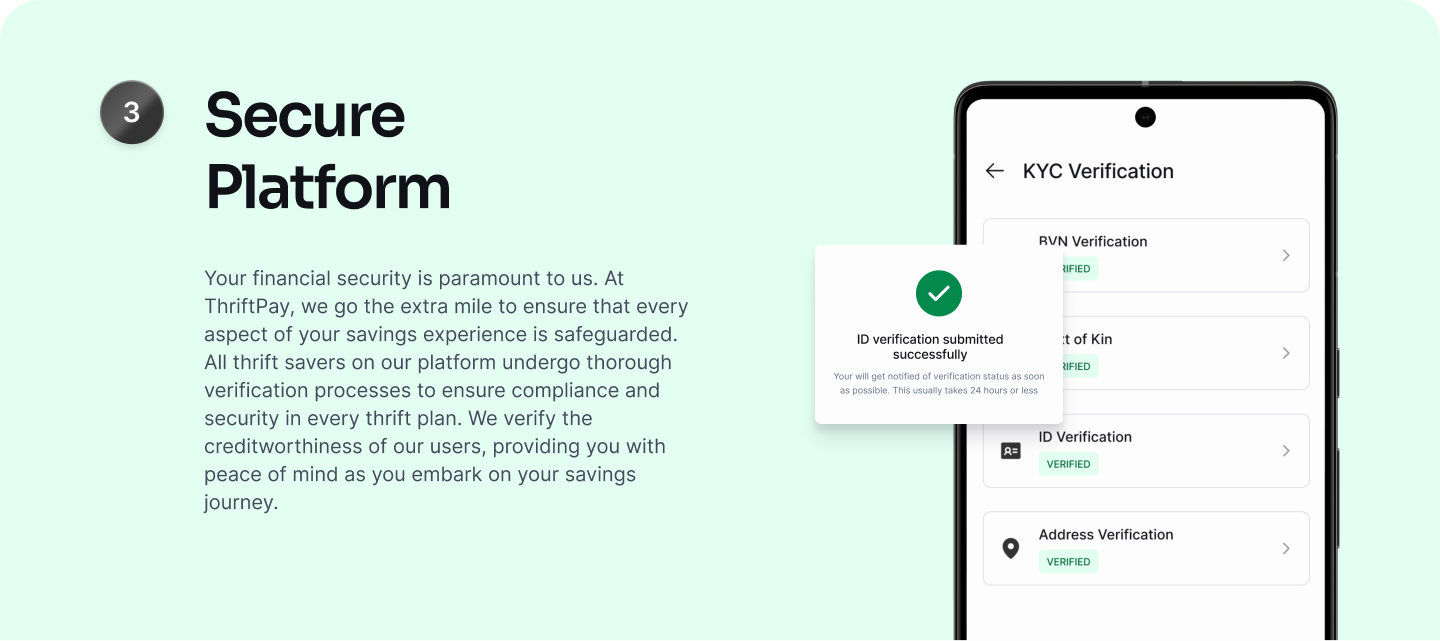 3
Secure
Platform
Your financial security is paramount to us. At
ThriftPay, we go the extra mile to ensure that every
aspect of your savings experience is safeguarded.
All thrift savers on our platform undergo thorough
verification processes to ensure compliance and
security in every thrift plan. We verify the
creditworthiness of our users, providing you with
peace of mind as you embark on your savings
journey.
KYC Verification
BVN Verification
RIFIED
ID verification submitted
successfully
Your will get notified of verification status as soon
as possible. This usually takes 24 hours or less
xt of Kin
RIFIED
ID Verification
VERIFIED
Address Verification
VERIFIED